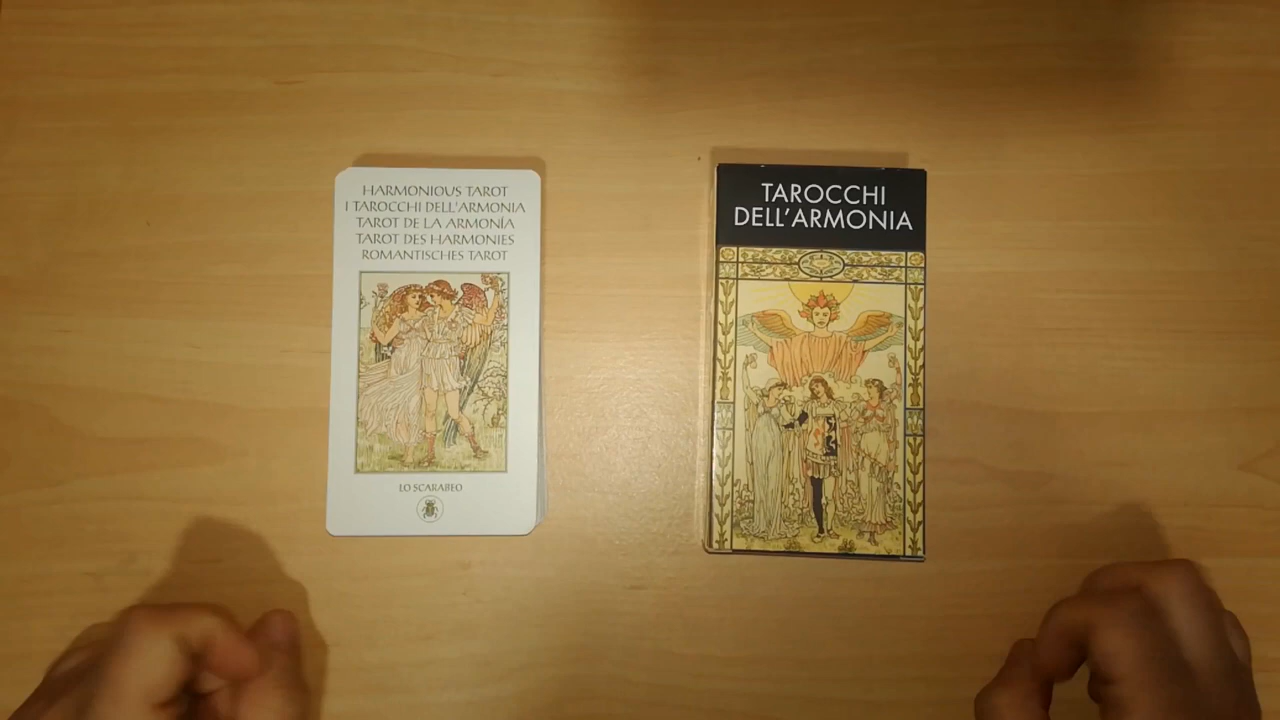 HARMONIOUS TAROT
I TAROCCHI DELL'ARMONIA
TAROT DE LA ARMONÍA
TAROT DES HARMONIES
ROMANTISCHES TAROT
LO SCARABEO
TAROCCHI
DELL'ARMONIA